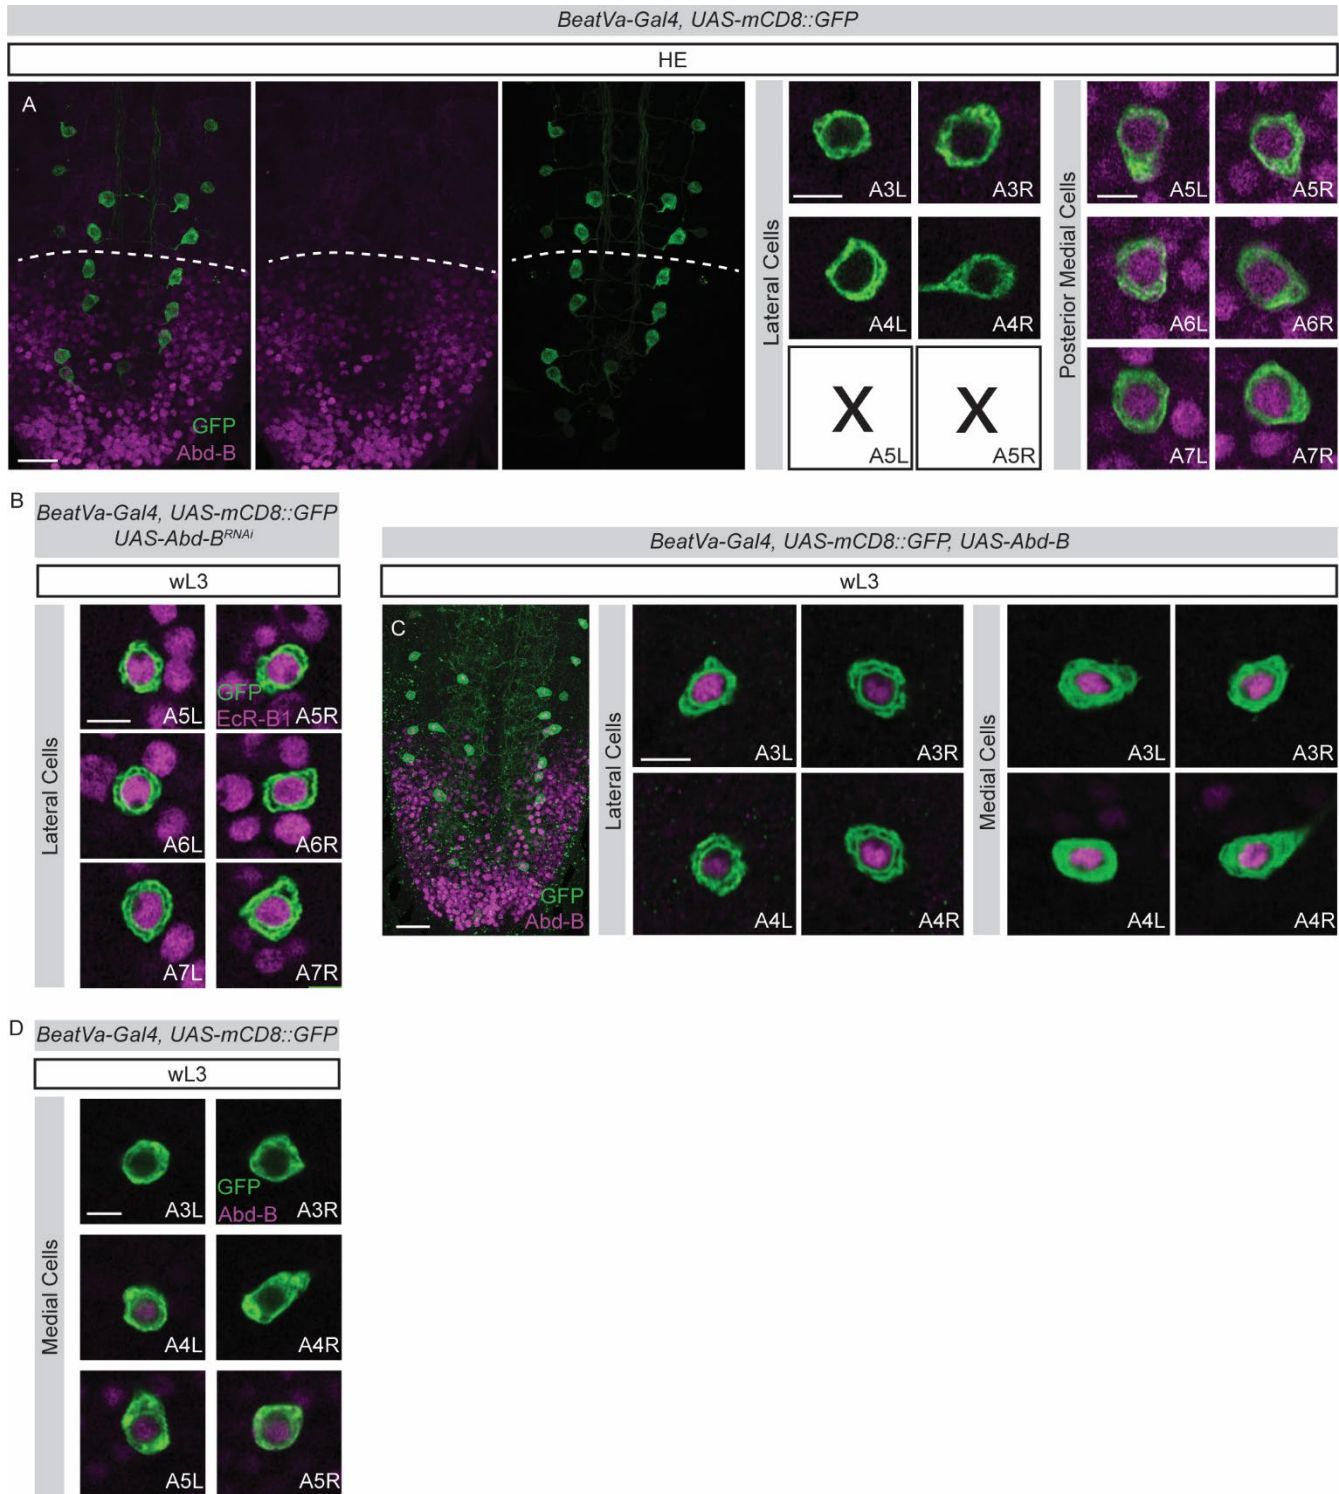 BeatVa-Gal4, UAS-mCD8::GFP
HE
A
GFP
Abd-B
Lateral Cells
A3L
A3R
A4L
A4R
X
A5L
X
A5R
Posterior Medial Cells
A5L
A5R
A6L
A6R
A7L
A7R
B
BeatVa-Gal4, UAS-mCD8::GFP
UAS-Abd-B^RNAi
wL3
Lateral Cells
A5L
GFP
EcR-B1
A5R
A6L
A6R
A7L
A7R
BeatVa-Gal4, UAS-mCD8::GFP, UAS-Abd-B
wL3
C
GFP
Abd-B
Lateral Cells
A3L
A3R
A4L
A4R
Medial Cells
A3L
A3R
A4L
A4R
D
BeatVa-Gal4, UAS-mCD8::GFP
wL3
Medial Cells
A3L
GFP
Abd-B
A3R
A4L
A4R
A5L
A5R